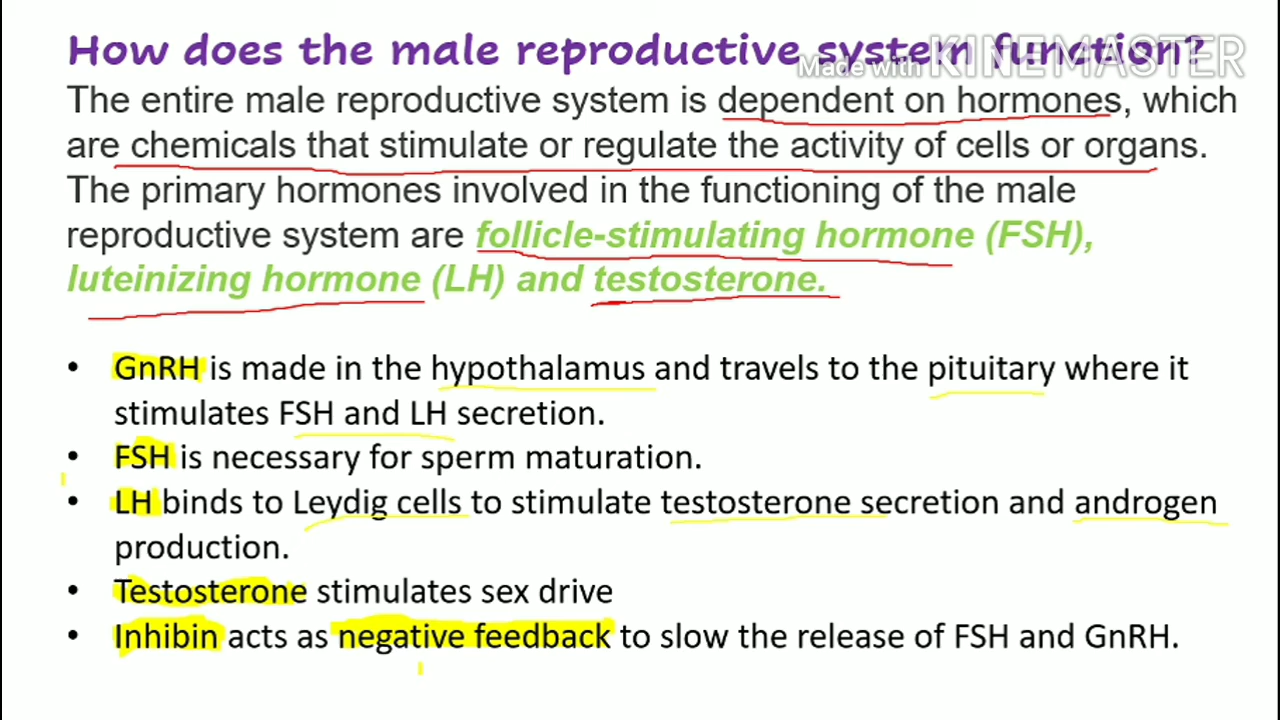 How does the male reproductive system function?
Made with KINEMASTER
The entire male reproductive system is dependent on hormones, which
are chemicals that stimulate or regulate the activity of cells or organs.
The primary hormones involved in the functioning of the male
reproductive system are follicle-stimulating hormone (FSH),
luteinizing hormone (LH) and testosterone.
• GnRH is made in the hypothalamus and travels to the pituitary where it
stimulates FSH and LH secretion.
• FSH is necessary for sperm maturation.
• LH binds to Leydig cells to stimulate testosterone secretion and androgen
production.
• Testosterone stimulates sex drive
• Inhibin acts as negative feedback to slow the release of FSH and GnRH.